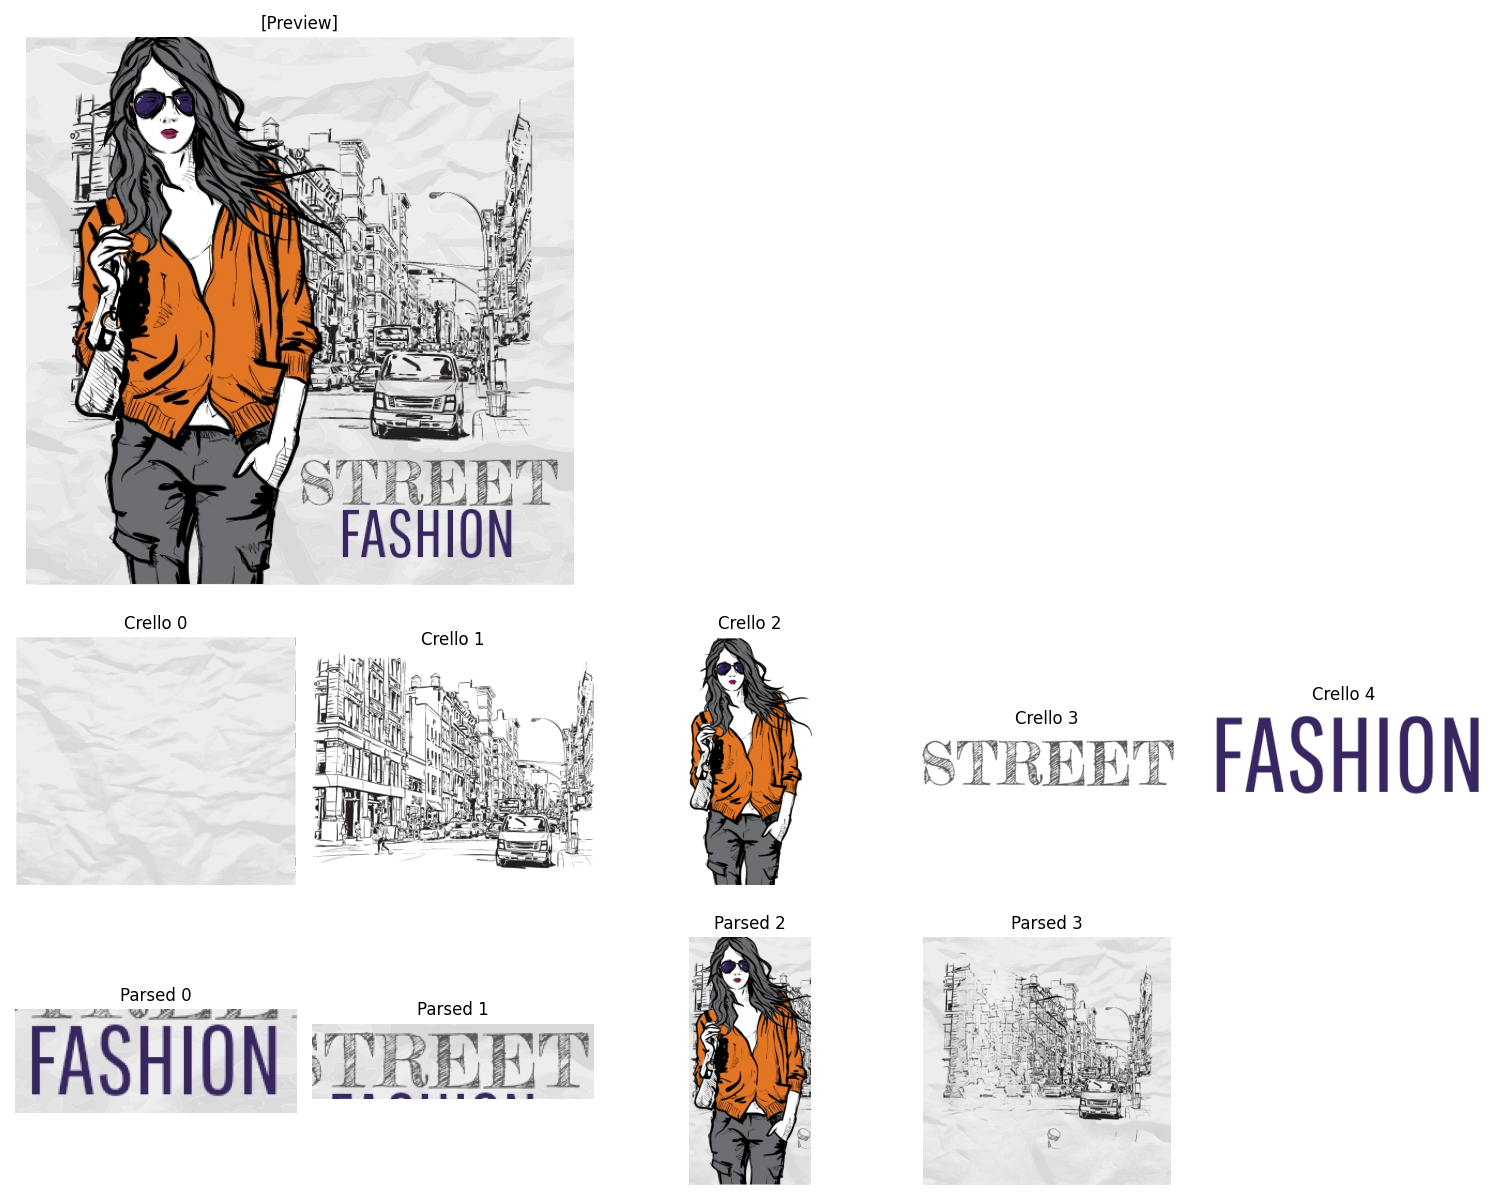 [Preview]
STREET
FASHION
Crello 0
Crello 1
Crello 2
Crello 3
STREET
Crello 4
FASHION
Parsed 0
FASHION
Parsed 1
STREET
FASHION
Parsed 2
Parsed 3